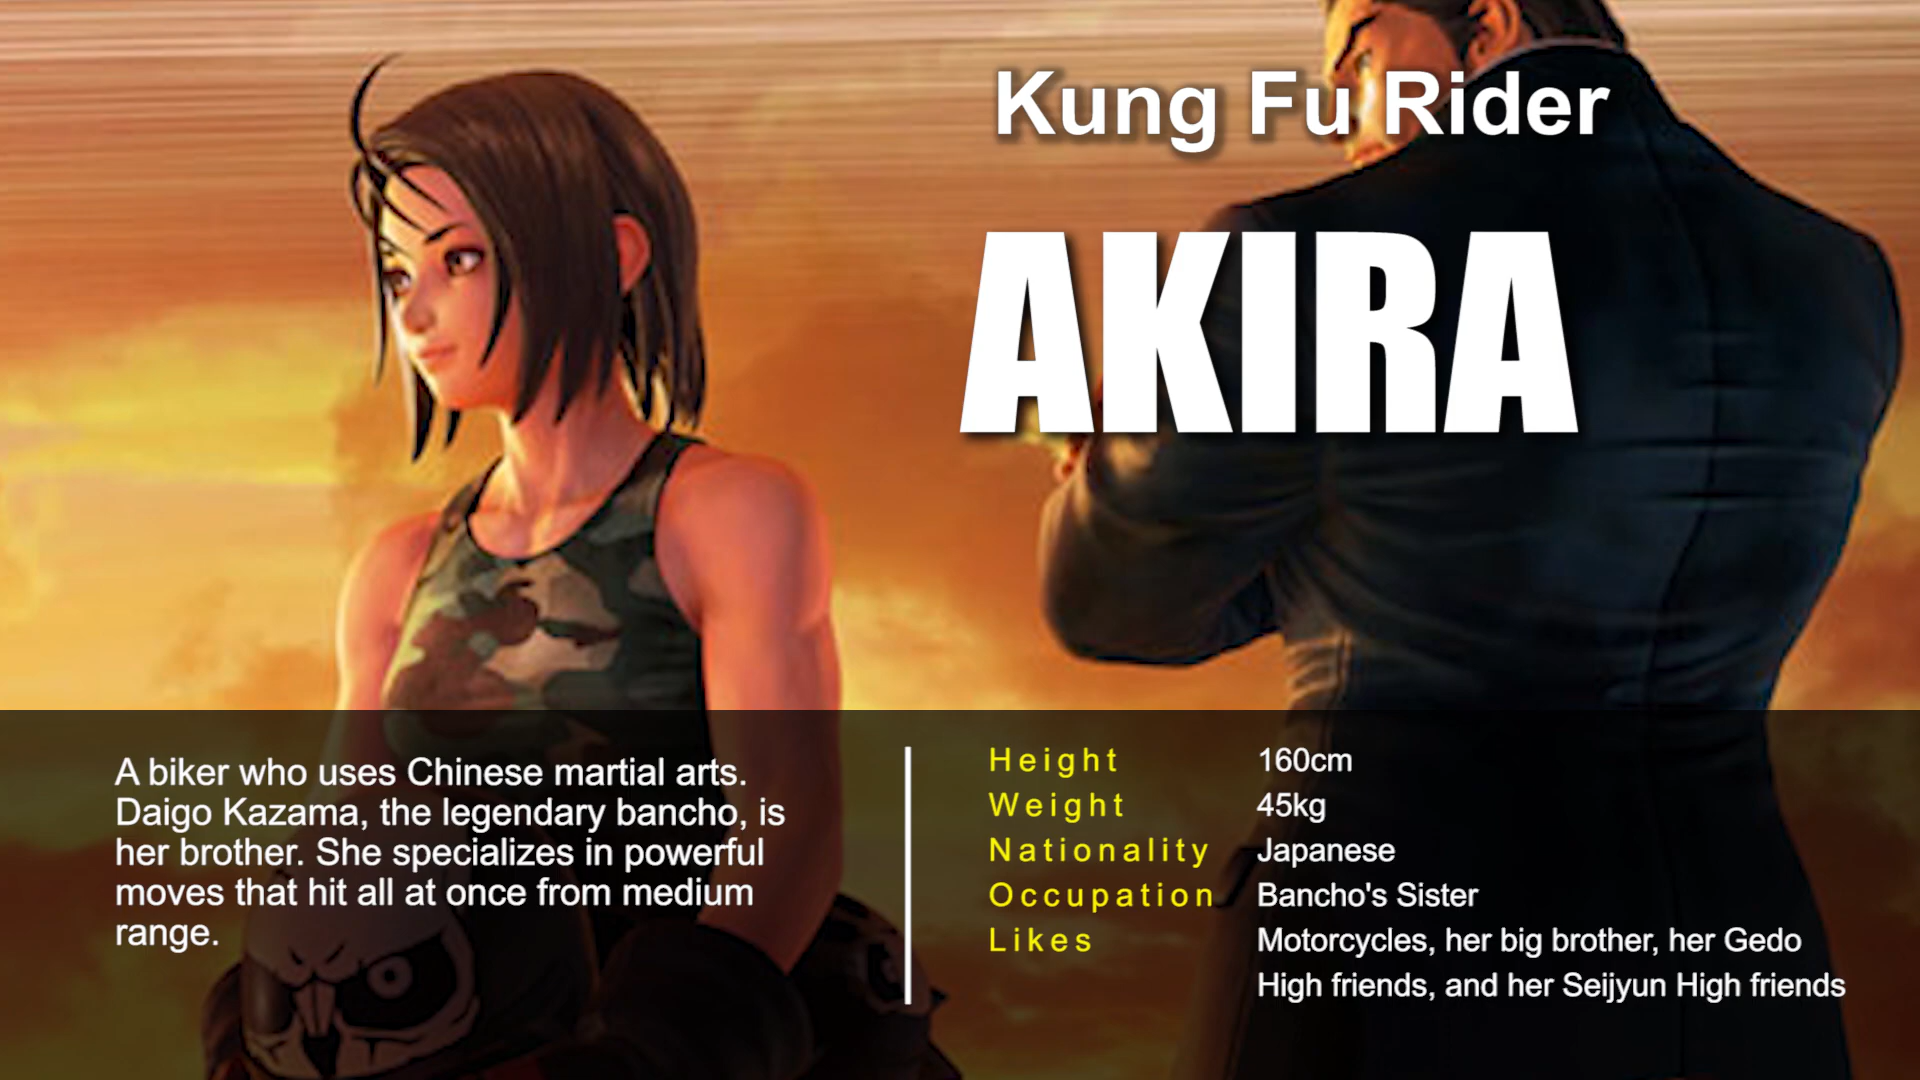 Kung Fu Rider
AKIRA
A biker who uses Chinese martial arts.
Daigo Kazama, the legendary bancho, is
her brother. She specializes in powerful
moves that hit all at once from medium
range.
Height 160cm
Weight 45kg
Nationality Japanese
Occupation Bancho's Sister
Likes Motorcycles, her big brother, her Gedo
High friends, and her Seijyun High friends